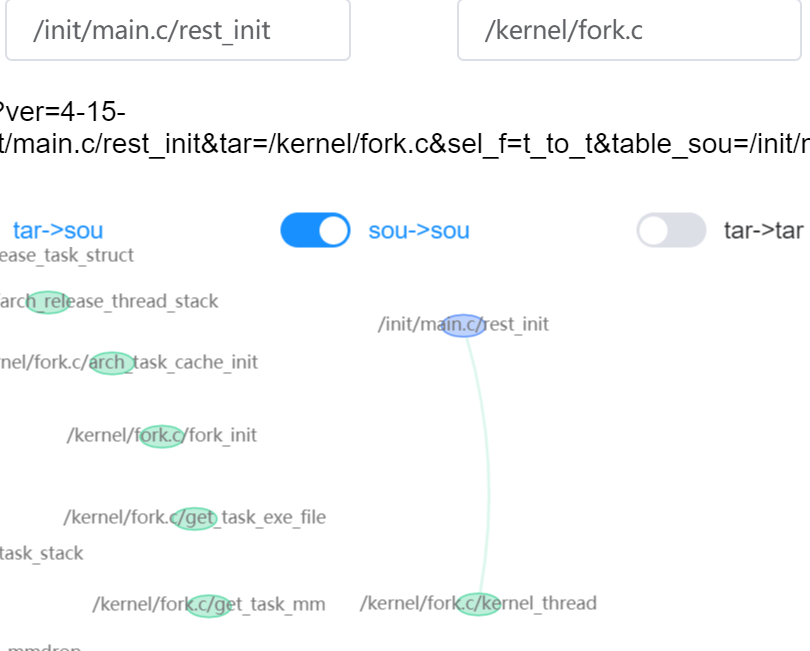 /init/main.c/rest_init
/kernel/fork.c
?ver=4-15-
t/main.c/rest_init&tar=/kernel/fork.c&sel_f=t_to_t&table_sou=/init/r
tar->sou
sou->sou
tar->tar
ease_task_struct
arch_release_thread_stack
/init/main.c/rest_init
nel/fork.c/arch_task_cache_init
/kernel/fork.c/fork_init
/kernel/fork.c/get_task_exe_file
task_stack
/kernel/fork.c/get_task_mm
/kernel/fork.c/kernel_thread